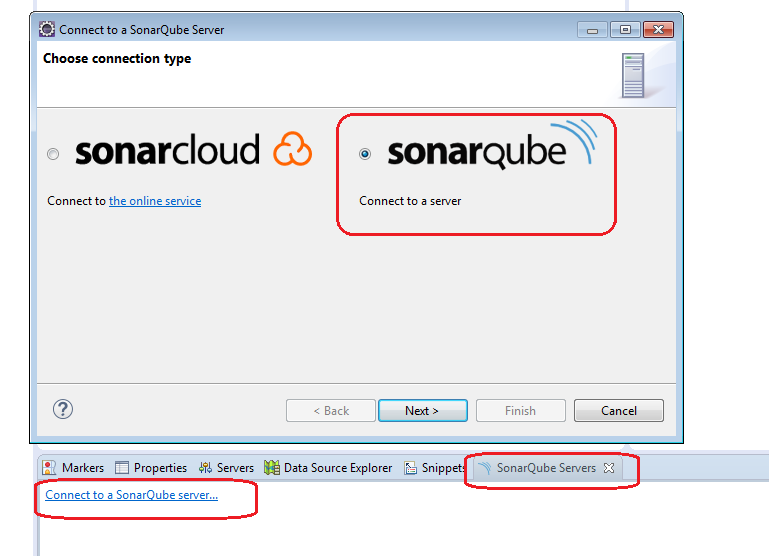 Connect to a SonarQube Server
Choose connection type
sonarcloud
sonarqube
Connect to the online service
Connect to a server
?
< Back
Next >
Finish
Cancel
Markers
Properties
Servers
Data Source Explorer
Snippets
SonarQube Servers
Connect to a SonarQube server...